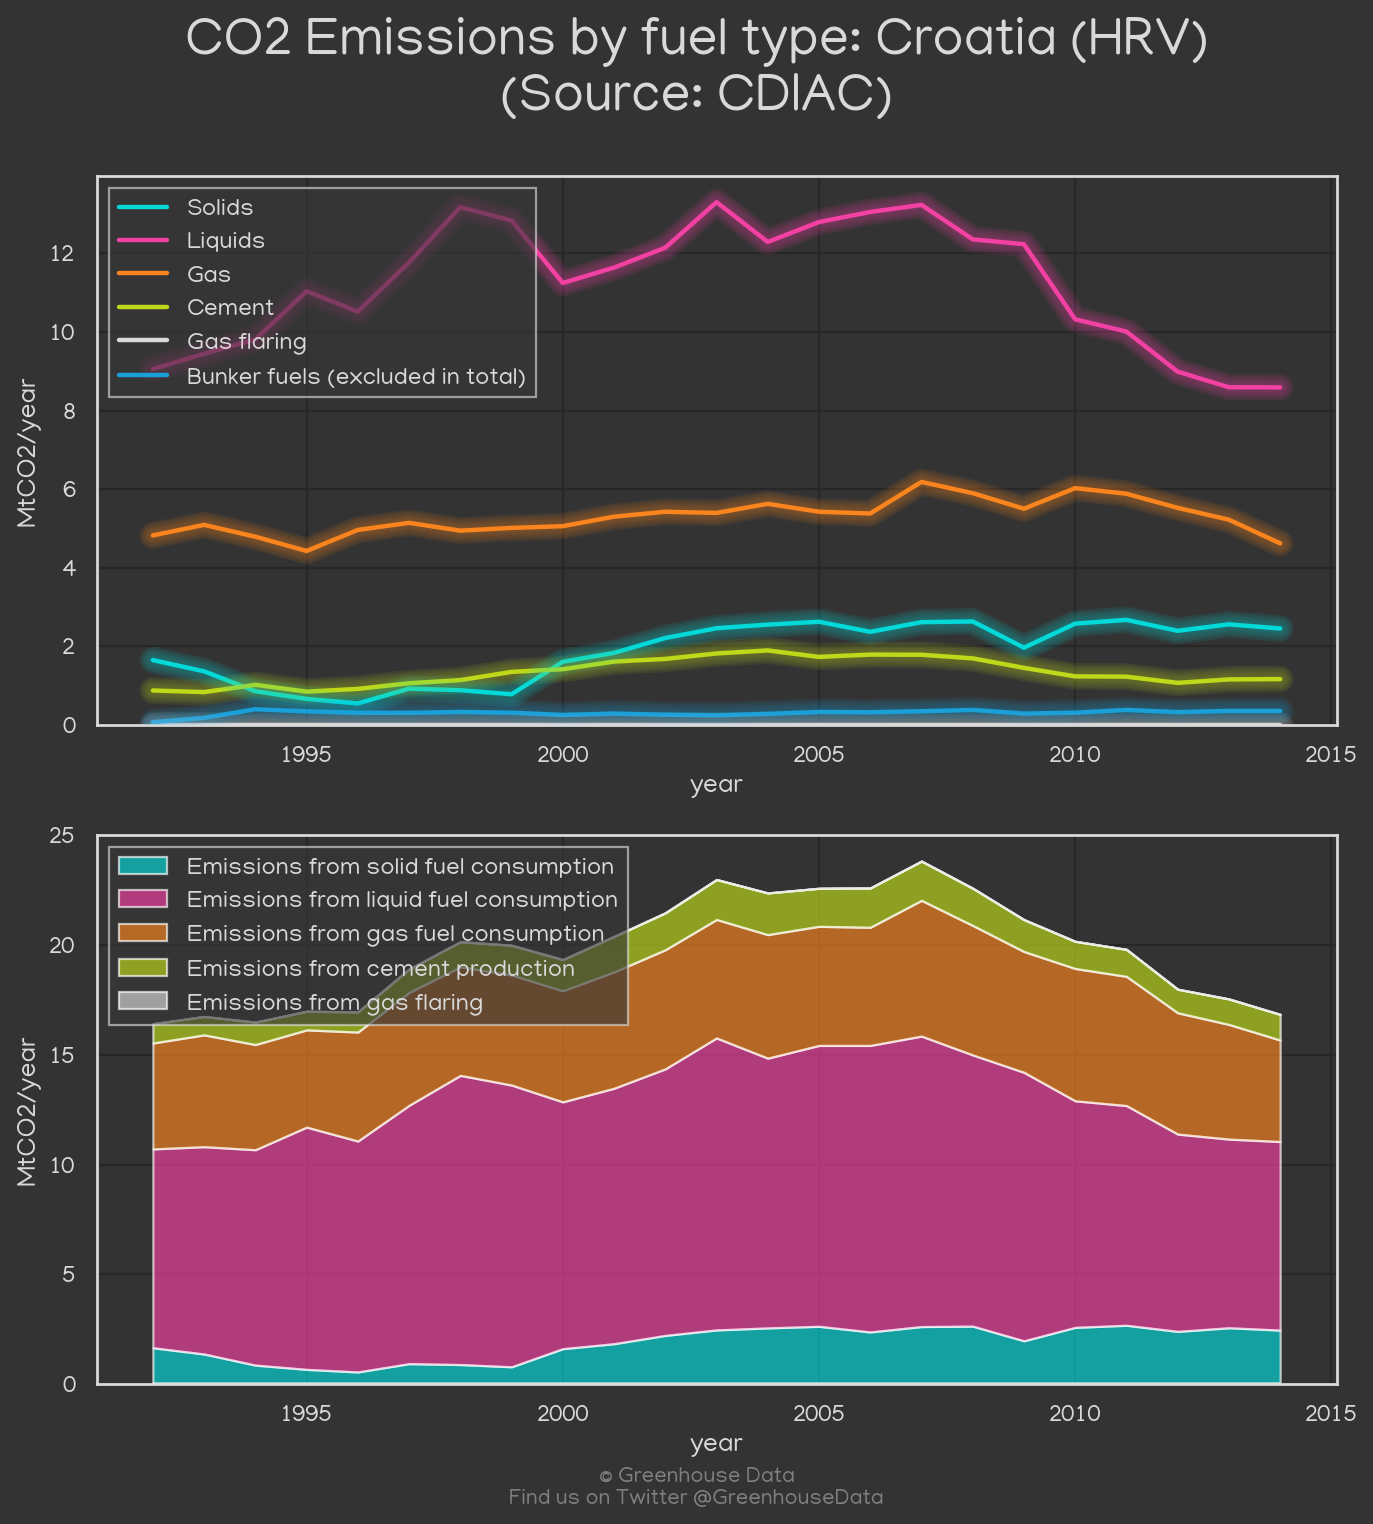 CO2 Emissions by fuel type: Croatia (HRV)
(Source: CDIAC)
Solids
Liquids
Gas
Cement
Gas flaring
Bunker fuels (excluded in total)
MtCO2/year
12
10
8
6
4
2
0
1995 2000 2005 2010 2015
year
25
20
15
10
5
0
Emissions from solid fuel consumption
Emissions from liquid fuel consumption
Emissions from gas fuel consumption
Emissions from cement production
Emissions from gas flaring
MtCO2/year
1995 2000 2005 2010 2015
year
© Greenhouse Data
Find us on Twitter @GreenhouseData